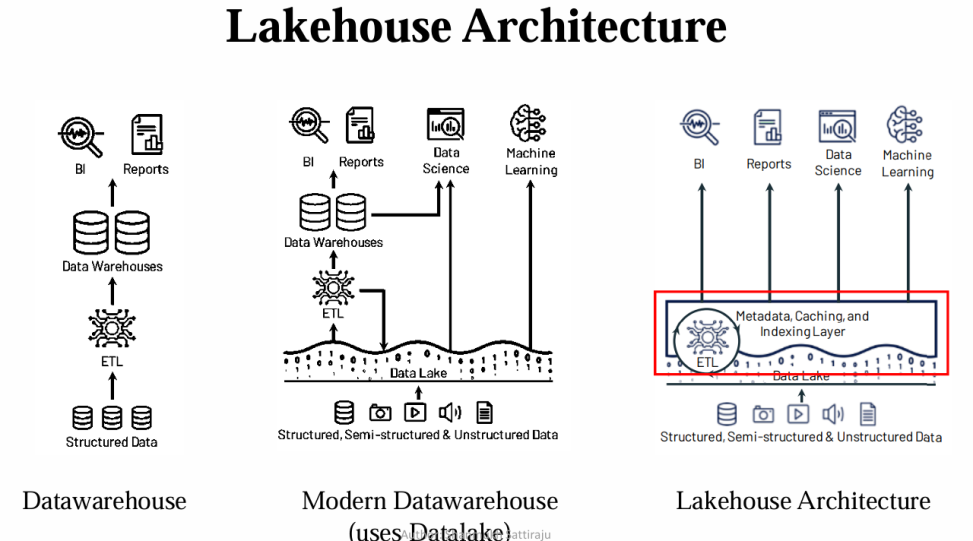 Lakehouse Architecture
BI
Reports
Data Warehouses
ETL
Structured Data
Datawarehouse
BI
Reports
Data
Science
Machine
Learning
Data Warehouses
ETL
Data Lake
Structured, Semi-structured & Unstructured Data
Modern Datawarehouse
(uses Datalake)
BI
Reports
Data
Science
Machine
Learning
Metadata, Caching, and
Indexing Layer
ETL
Data Lake
Structured, Semi-structured & Unstructured Data
Lakehouse Architecture